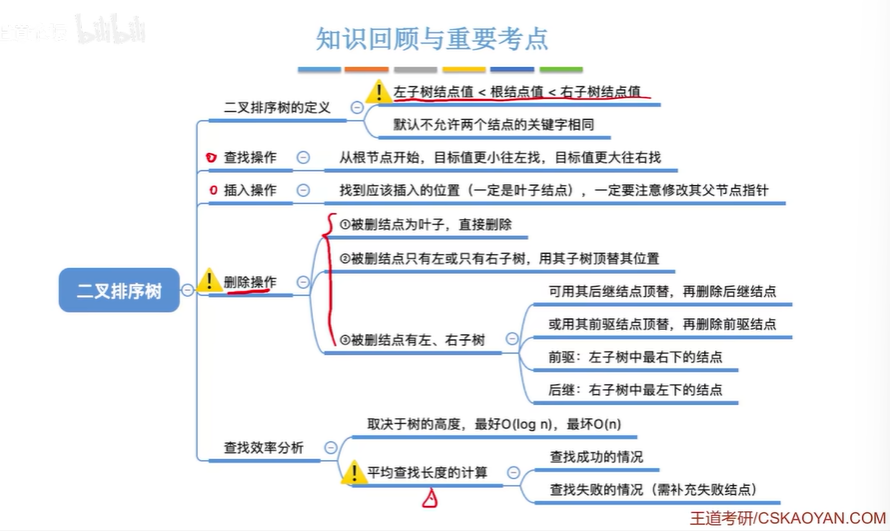 bilibili
知识回顾与重要考点
左子树结点值 < 根结点值 < 右子树结点值
二叉排序树的定义
默认不允许两个结点的关键字相同
查找操作
从根节点开始，目标值更小往左找，目标值更大往右找
插入操作
找到应该插入的位置（一定是叶子结点），一定要注意修改其父节点指针
①被删结点为叶子，直接删除
②被删结点只有左或只有右子树，用其子树顶替其位置
删除操作
二叉排序树
可用其后继结点顶替，再删除后继结点
或用其前驱结点顶替，再删除前驱结点
③被删结点有左、右子树
前驱：左子树中最右下的结点
后继：右子树中最左下的结点
取决于树的高度，最好O(log n)，最坏O(n)
查找效率分析
查找成功的情况
平均查找长度的计算
查找失败的情况（需补充失败结点）
王道考研/CSKAOYAN.COM